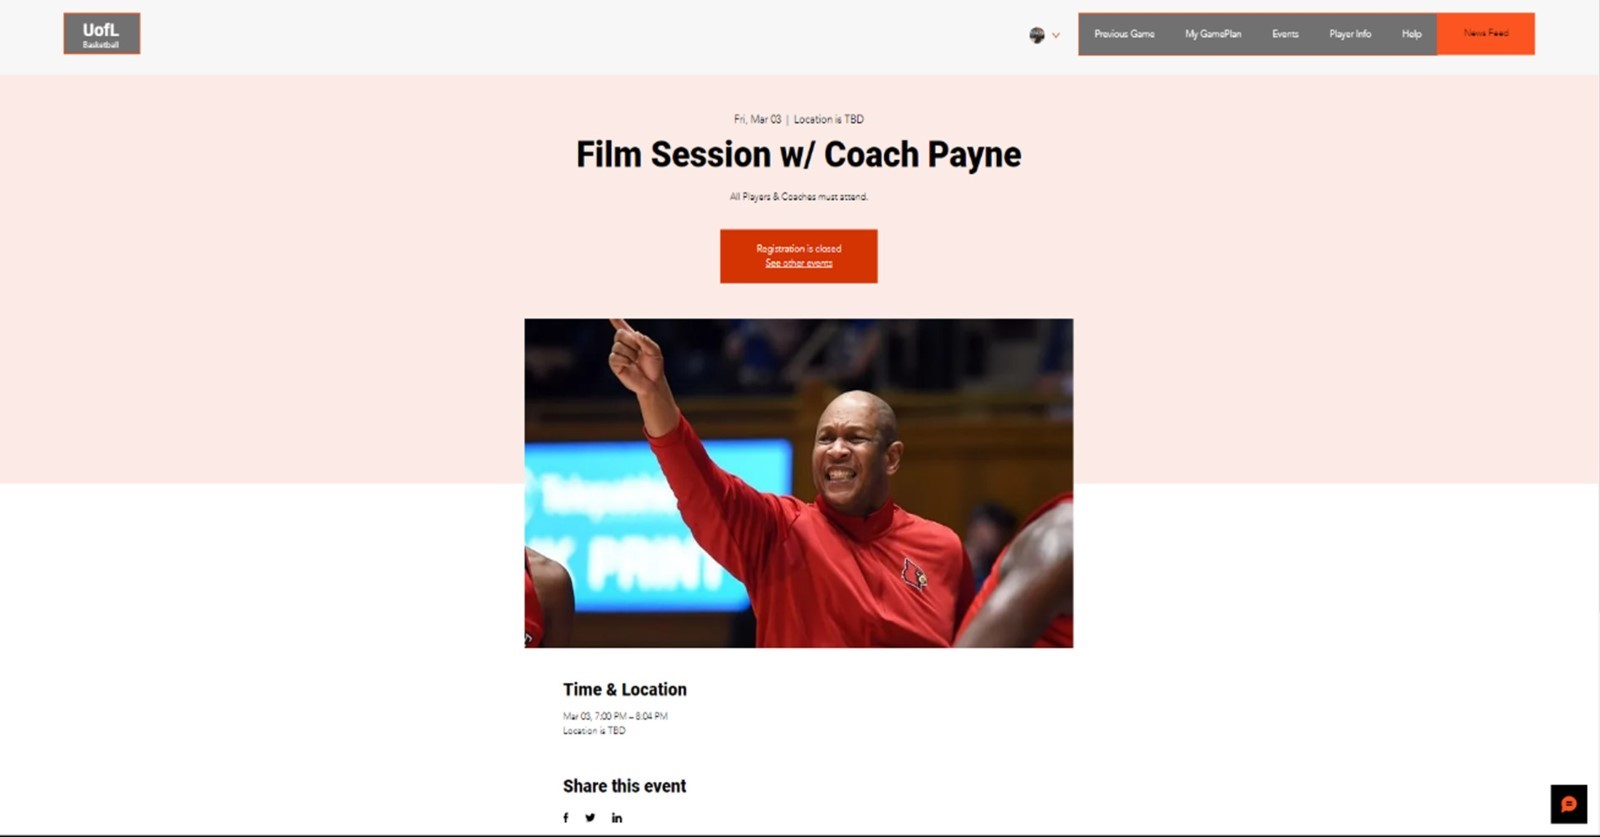 UofL
Basketball
Previous Game
My GamePlan
Events
Player Info
Help
News Feed
Fri, Mar 03 | Location is TBD
Film Session w/ Coach Payne
All Players & Coaches must attend.
Registration is closed
See other events
Time & Location
Mar 03, 7:00 PM – 8:04 PM
Location is TBD
Share this event